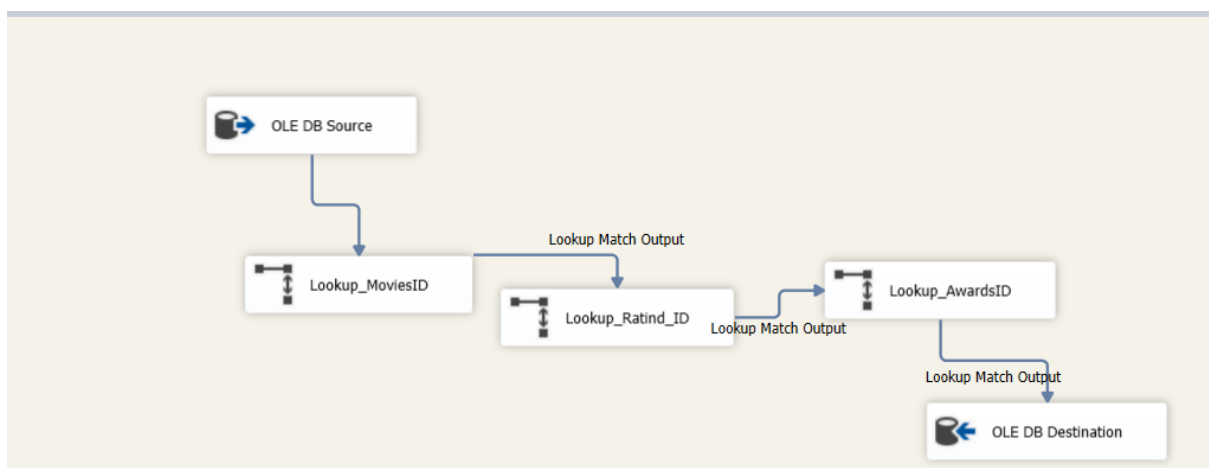 OLE DB Source
Lookup Match Output
Lookup_MoviesID
Lookup_Ratind_ID
Lookup Match Output
Lookup_AwardsID
Lookup Match Output
OLE DB Destination